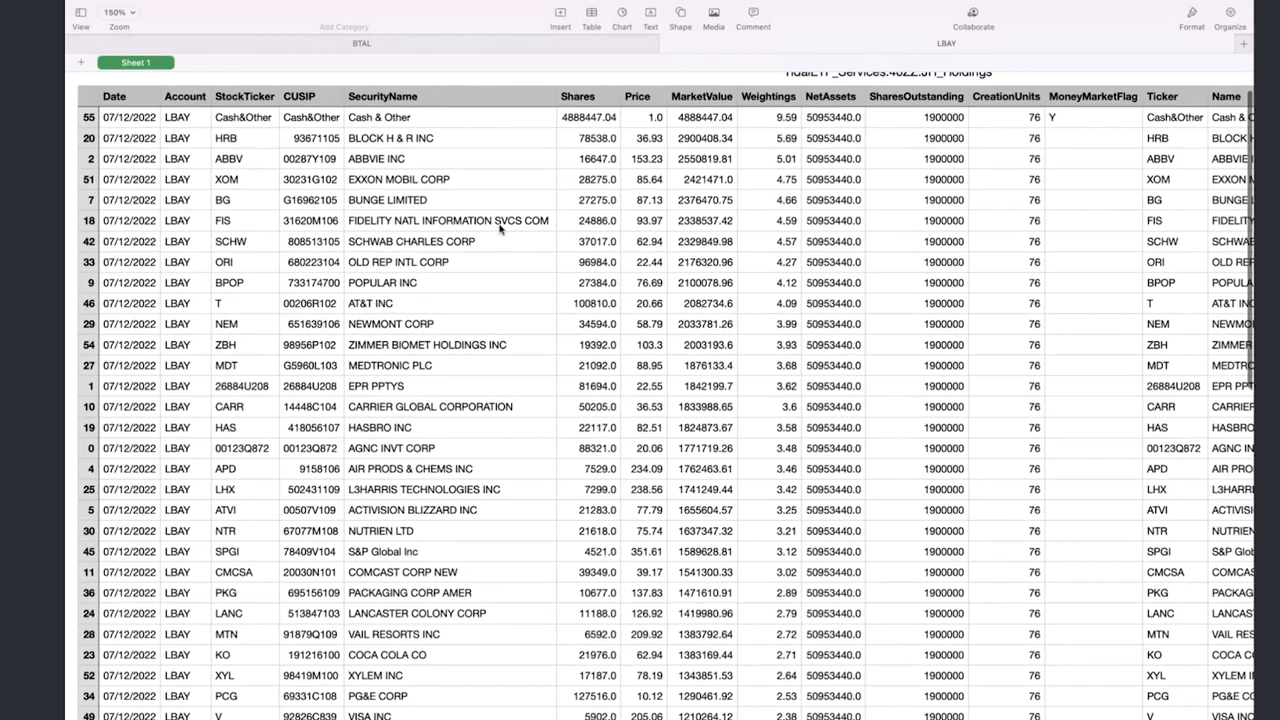 150%
View Zoom Add Category Insert Table Chart Text Shape Media Comment Collaborate Format Organize
BTAL LBAY +
+ Sheet 1
Date Account StockTicker CUSIP SecurityName Shares Price MarketValue Weightings NetAssets SharesOutstanding CreationUnits MoneyMarketFlag Ticker Name
55 07/12/2022 LBAY Cash&Other Cash&Other Cash & Other 4888447.04 1.0 4888447.04 9.59 50953440.0 1900000 76 Y Cash&Other Cash & O
20 07/12/2022 LBAY HRB 93671105 BLOCK H & R INC 78538.0 36.93 2900408.34 5.69 50953440.0 1900000 76 HRB BLOCK H
2 07/12/2022 LBAY ABBV 00287Y109 ABBVIE INC 16647.0 153.23 2550819.81 5.01 50953440.0 1900000 76 ABBV ABBVIE
51 07/12/2022 LBAY XOM 30231G102 EXXON MOBIL CORP 28275.0 85.64 2421471.0 4.75 50953440.0 1900000 76 XOM EXXON M
7 07/12/2022 LBAY BG G16962105 BUNGE LIMITED 27275.0 87.13 2376470.75 4.66 50953440.0 1900000 76 BG BUNGE
18 07/12/2022 LBAY FIS 31620M106 FIDELITY NATL INFORMATION SVCS COM 24886.0 93.97 2338537.42 4.59 50953440.0 1900000 76 FIS FIDELITY
42 07/12/2022 LBAY SCHW 808513105 SCHWAB CHARLES CORP 37017.0 62.94 2329849.98 4.57 50953440.0 1900000 76 SCHW SCHWAB
33 07/12/2022 LBAY ORI 680223104 OLD REP INTL CORP 96984.0 22.44 2176320.96 4.27 50953440.0 1900000 76 ORI OLD REP
9 07/12/2022 LBAY BPOP 733174700 POPULAR INC 27384.0 76.69 2100078.96 4.12 50953440.0 1900000 76 BPOP POPULA
46 07/12/2022 LBAY T 00206R102 AT&T INC 100810.0 20.66 2082734.6 4.09 50953440.0 1900000 76 T AT&T INC
29 07/12/2022 LBAY NEM 651639106 NEWMONT CORP 34594.0 58.79 2033781.26 3.99 50953440.0 1900000 76 NEM NEWMO
54 07/12/2022 LBAY ZBH 98956P102 ZIMMER BIOMET HOLDINGS INC 19392.0 103.3 2003193.6 3.93 50953440.0 1900000 76 ZBH ZIMMER
27 07/12/2022 LBAY MDT G5960L103 MEDTRONIC PLC 21092.0 88.95 1876133.4 3.68 50953440.0 1900000 76 MDT MEDTRO
1 07/12/2022 LBAY 26884U208 26884U208 EPR PPTYS 81694.0 22.55 1842199.7 3.62 50953440.0 1900000 76 26884U208 EPR PPT
10 07/12/2022 LBAY CARR 14448C104 CARRIER GLOBAL CORPORATION 50205.0 36.53 1833988.65 3.6 50953440.0 1900000 76 CARR CARRIER
19 07/12/2022 LBAY HAS 418056107 HASBRO INC 22117.0 82.51 1824873.67 3.58 50953440.0 1900000 76 HAS HASBRO
0 07/12/2022 LBAY 00123Q872 00123Q872 AGNC INVT CORP 88321.0 20.06 1771719.26 3.48 50953440.0 1900000 76 00123Q872 AGNC IN
4 07/12/2022 LBAY APD 9158106 AIR PRODS & CHEMS INC 7529.0 234.09 1762463.61 3.46 50953440.0 1900000 76 APD AIR PRO
25 07/12/2022 LBAY LHX 502431109 L3HARRIS TECHNOLOGIES INC 7299.0 238.56 1741249.44 3.42 50953440.0 1900000 76 LHX L3HARR
5 07/12/2022 LBAY ATVI 00507V109 ACTIVISION BLIZZARD INC 21283.0 77.79 1655604.57 3.25 50953440.0 1900000 76 ATVI ACTIVISI
30 07/12/2022 LBAY NTR 67077M108 NUTRIEN LTD 21618.0 75.74 1637347.32 3.21 50953440.0 1900000 76 NTR NUTRIEN
45 07/12/2022 LBAY SPGI 78409V104 S&P Global Inc 4521.0 351.61 1589628.81 3.12 50953440.0 1900000 76 SPGI S&P Glob
11 07/12/2022 LBAY CMCSA 20030N101 COMCAST CORP NEW 39349.0 39.17 1541300.33 3.02 50953440.0 1900000 76 CMCSA COMCAS
36 07/12/2022 LBAY PKG 695156109 PACKAGING CORP AMER 10677.0 137.83 1471610.91 2.89 50953440.0 1900000 76 PKG PACKAG
24 07/12/2022 LBAY LANC 513847103 LANCASTER COLONY CORP 11188.0 126.92 1419980.96 2.79 50953440.0 1900000 76 LANC LANCAS
28 07/12/2022 LBAY MTN 91879Q109 VAIL RESORTS INC 6592.0 209.92 1383792.64 2.72 50953440.0 1900000 76 MTN VAIL RES
23 07/12/2022 LBAY KO 191216100 COCA COLA CO 21976.0 62.94 1383169.44 2.71 50953440.0 1900000 76 KO COCA CO
52 07/12/2022 LBAY XYL 98419M100 XYLEM INC 17187.0 78.19 1343851.53 2.64 50953440.0 1900000 76 XYL XYLEM I
34 07/12/2022 LBAY PCG 69331C108 PG&E CORP 127516.0 10.12 1290461.92 2.53 50953440.0 1900000 76 PCG PG&E C
49 07/12/2022 LBAY V 92826C839 VISA INC 5902.0 205.06 1210264.12 2.38 50953440.0 1900000 76 V VISA INC